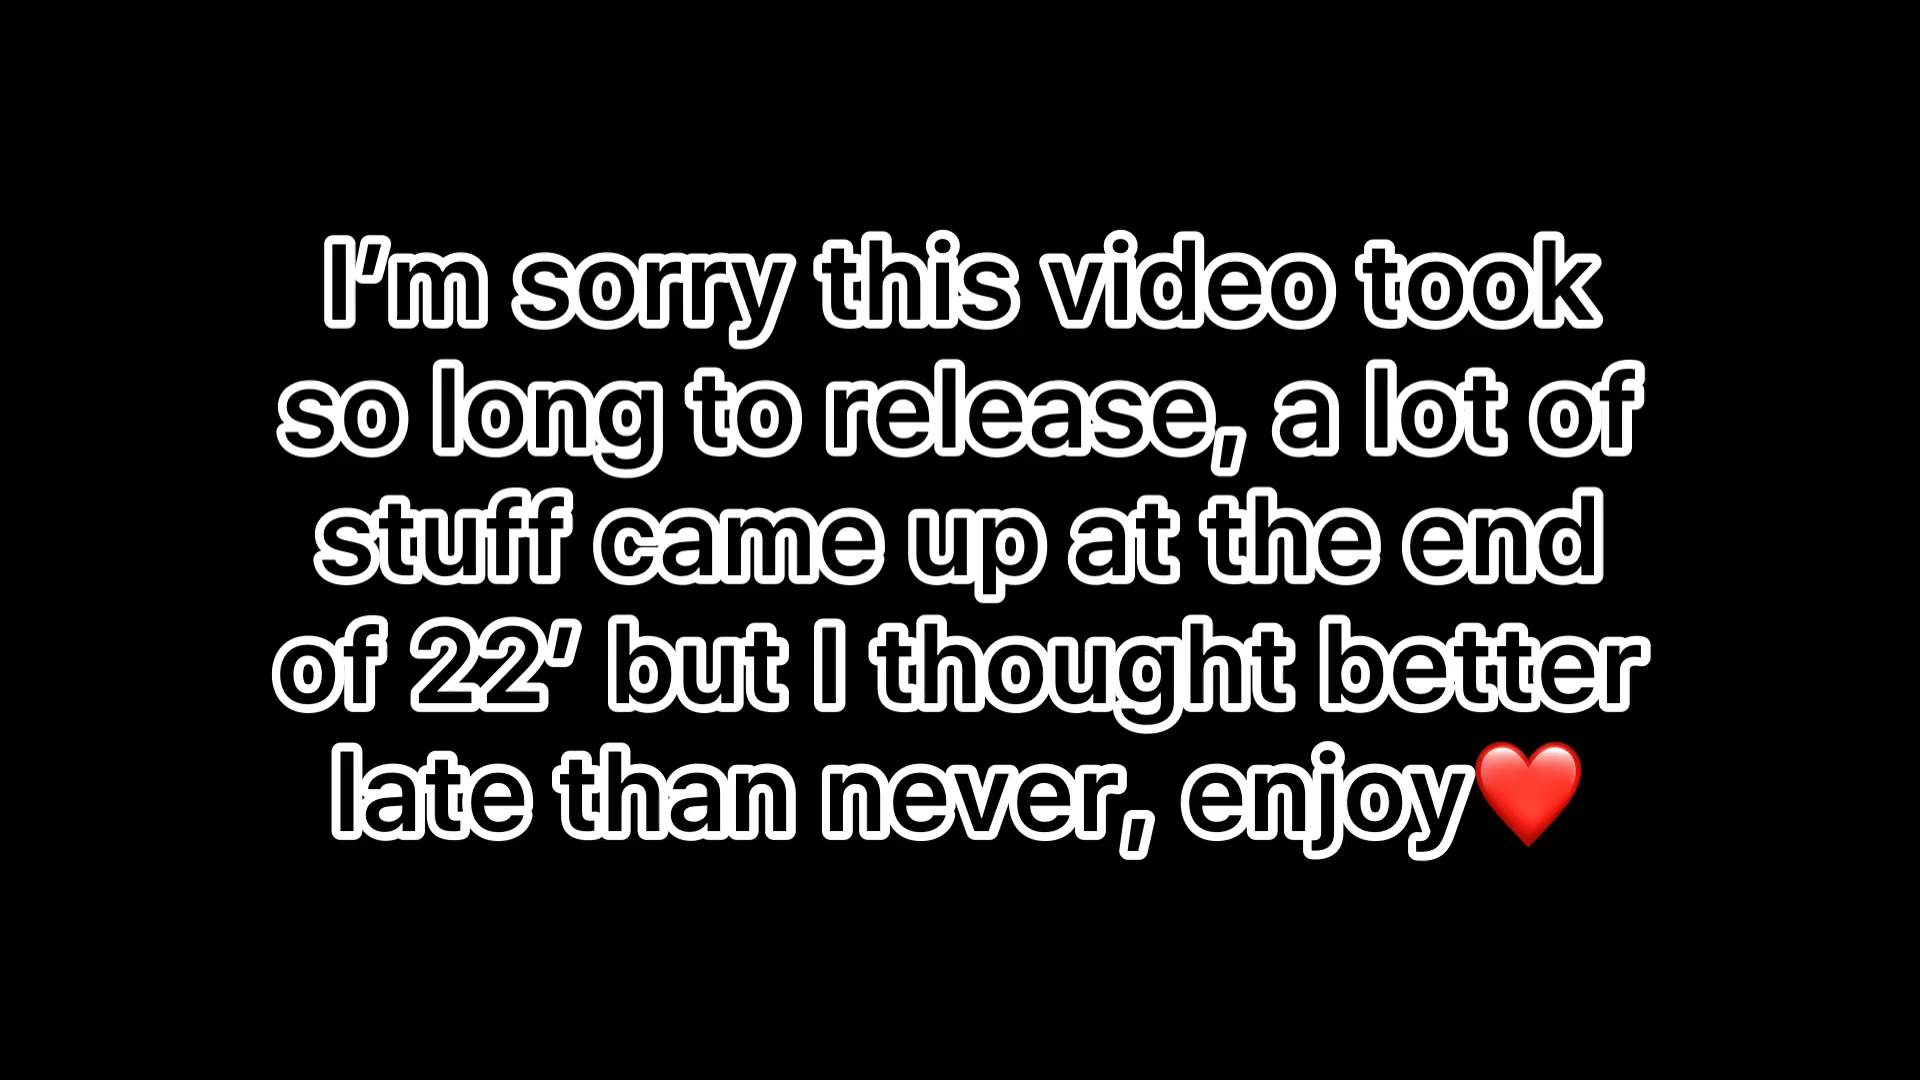 I’m sorry this video took
so long to release, a lot of
stuff came up at the end
of 22’ but I thought better
late than never, enjoy❤️